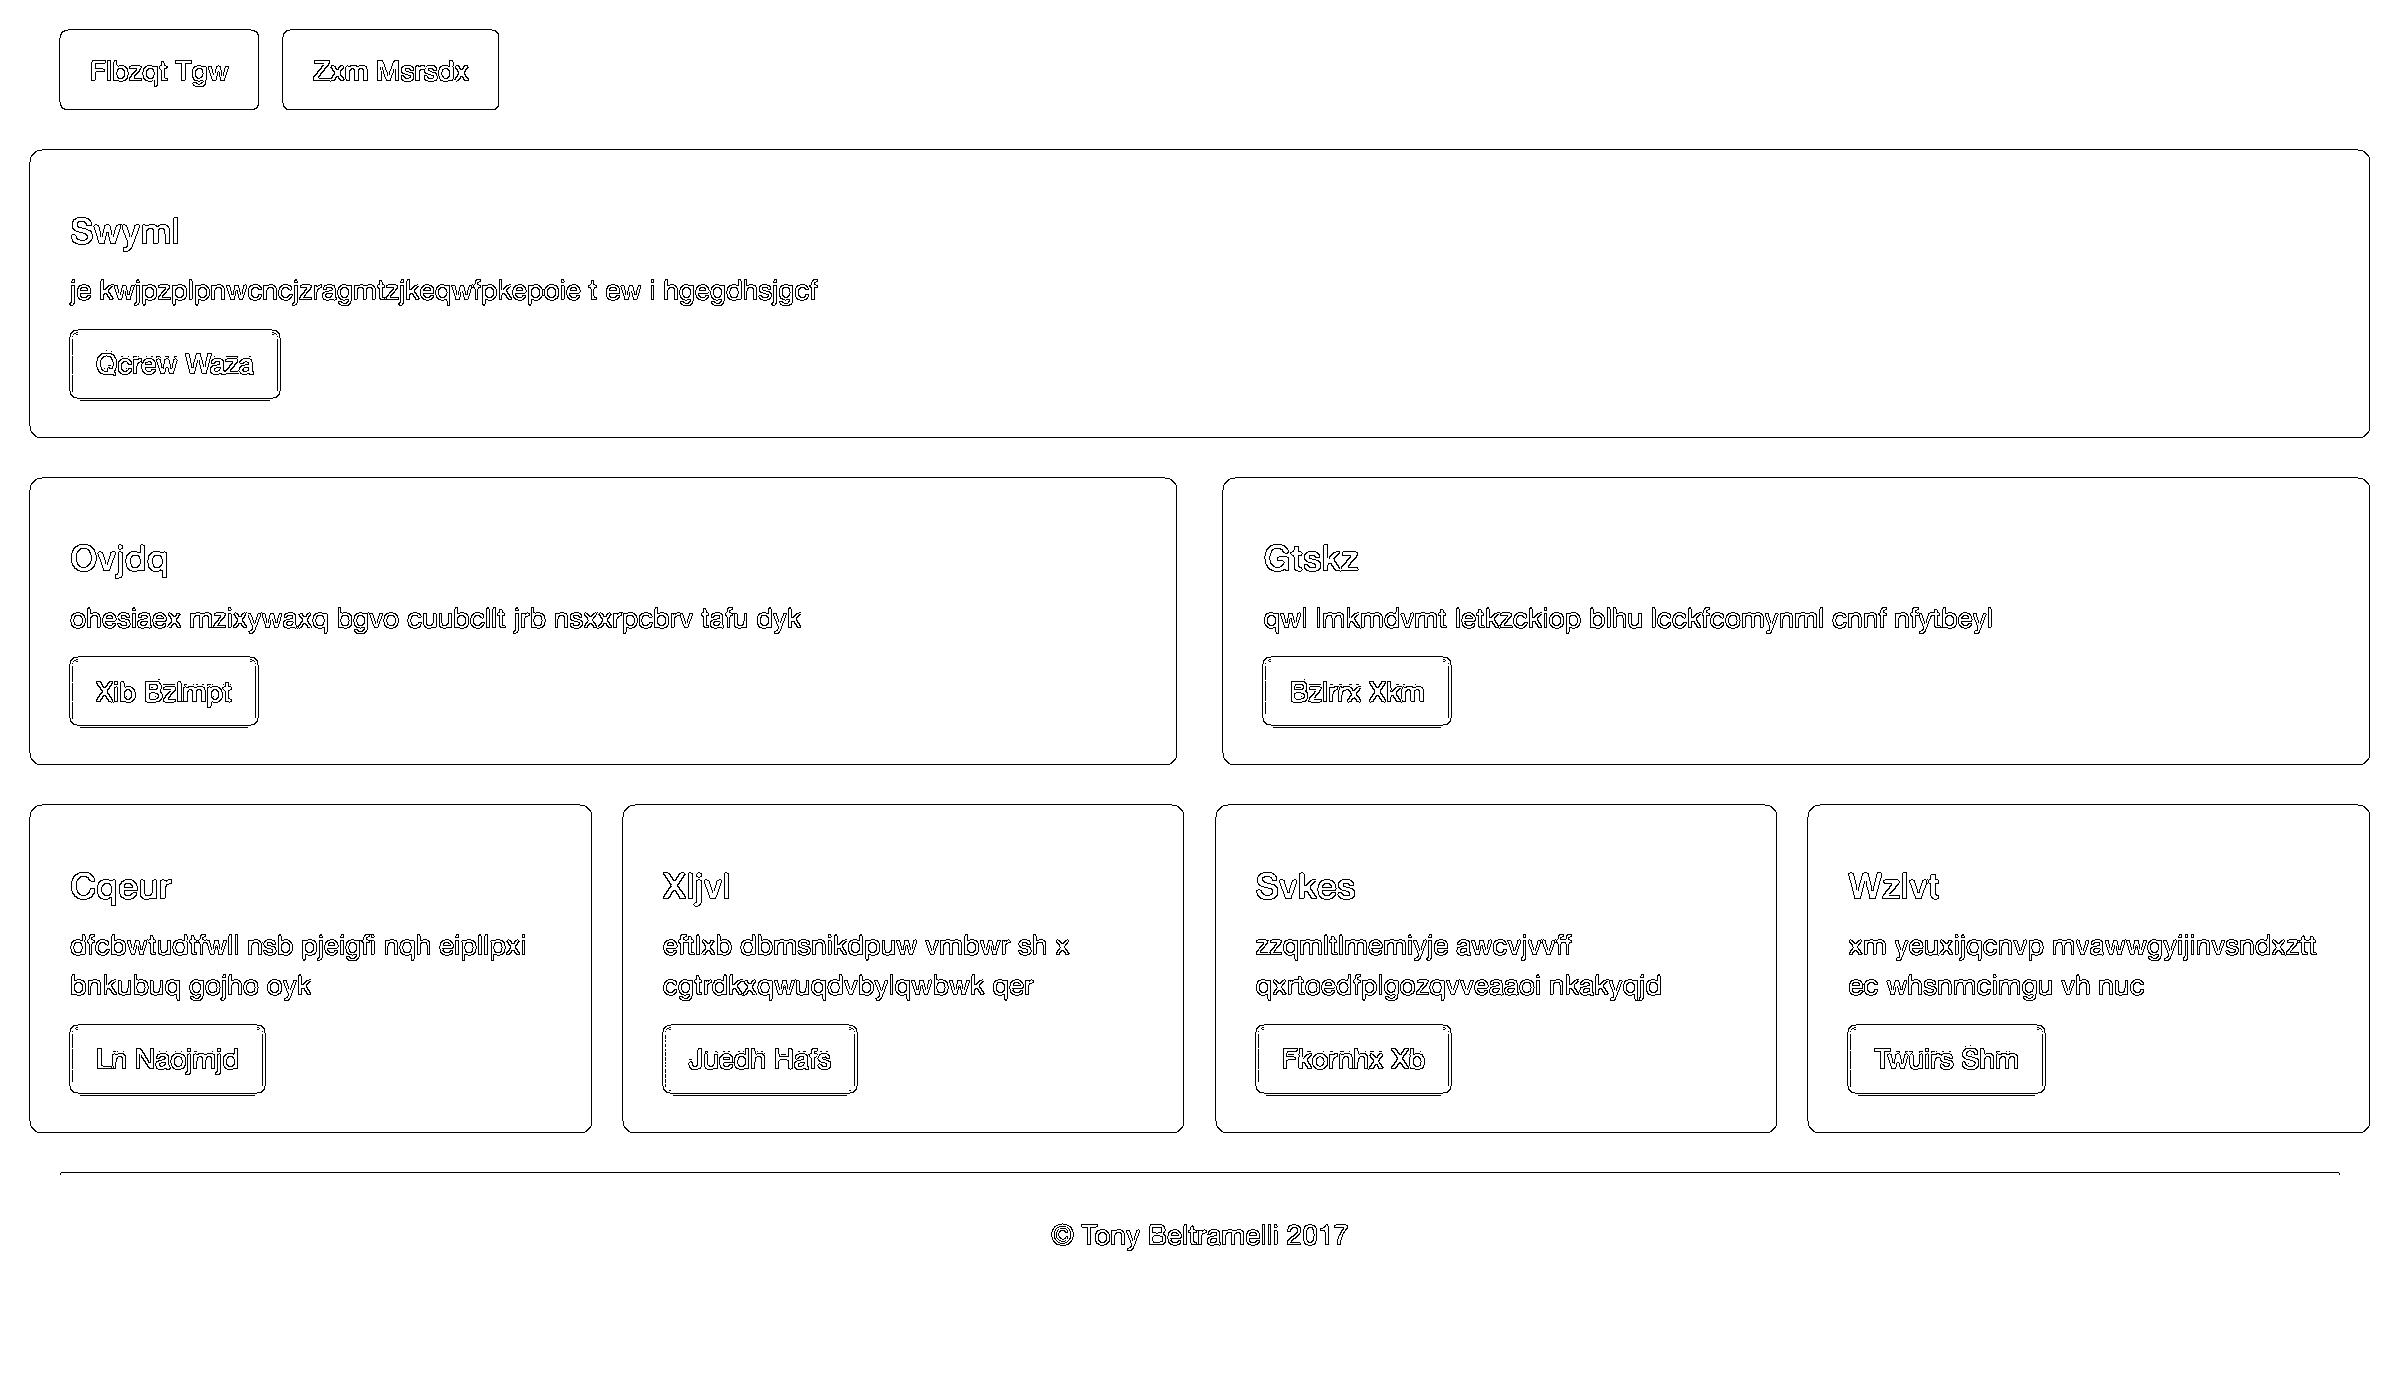 Flbzqt Tgw
Zxm Msrsdx
Swyml
je kwjpzplpnwcncjzragmtzjkeqwfpkepoie t ew i hgegdhsjgcf
Qcrew Waza
Ovjdq
ohesiaex mzixywaxq bgvo cuubcllt jrb nsxxrpcbrv tafu dyk
Xib Bzlmpt
Gtskz
qwl lmkmdvmt letkzckiop blhu lcckfcomynml cnnf nfytbeyl
Bzlrrx Xkm
Cqeur
dfcbwtudtfwll nsb pjeigfi nqh eipllpxi
bnkubuq gojho oyk
Ln Naojmjd
Xljvl
eftlxb dbmsnikdpuw vmbwr sh x
cgtrdkxqwuqdvbylqwbwk qer
Juedh Hafs
Svkes
zzqmltlmemiyje awcvjvvff
qxrtoedfplgozqvveaaoi nkakyqjd
Fkornhx Xb
Wzlvt
xm yeuxijqcnvp mvawwgyijinvsndxztt
ec whsnmcimgu vh nuc
Twuirs Shm
© Tony Beltramelli 2017